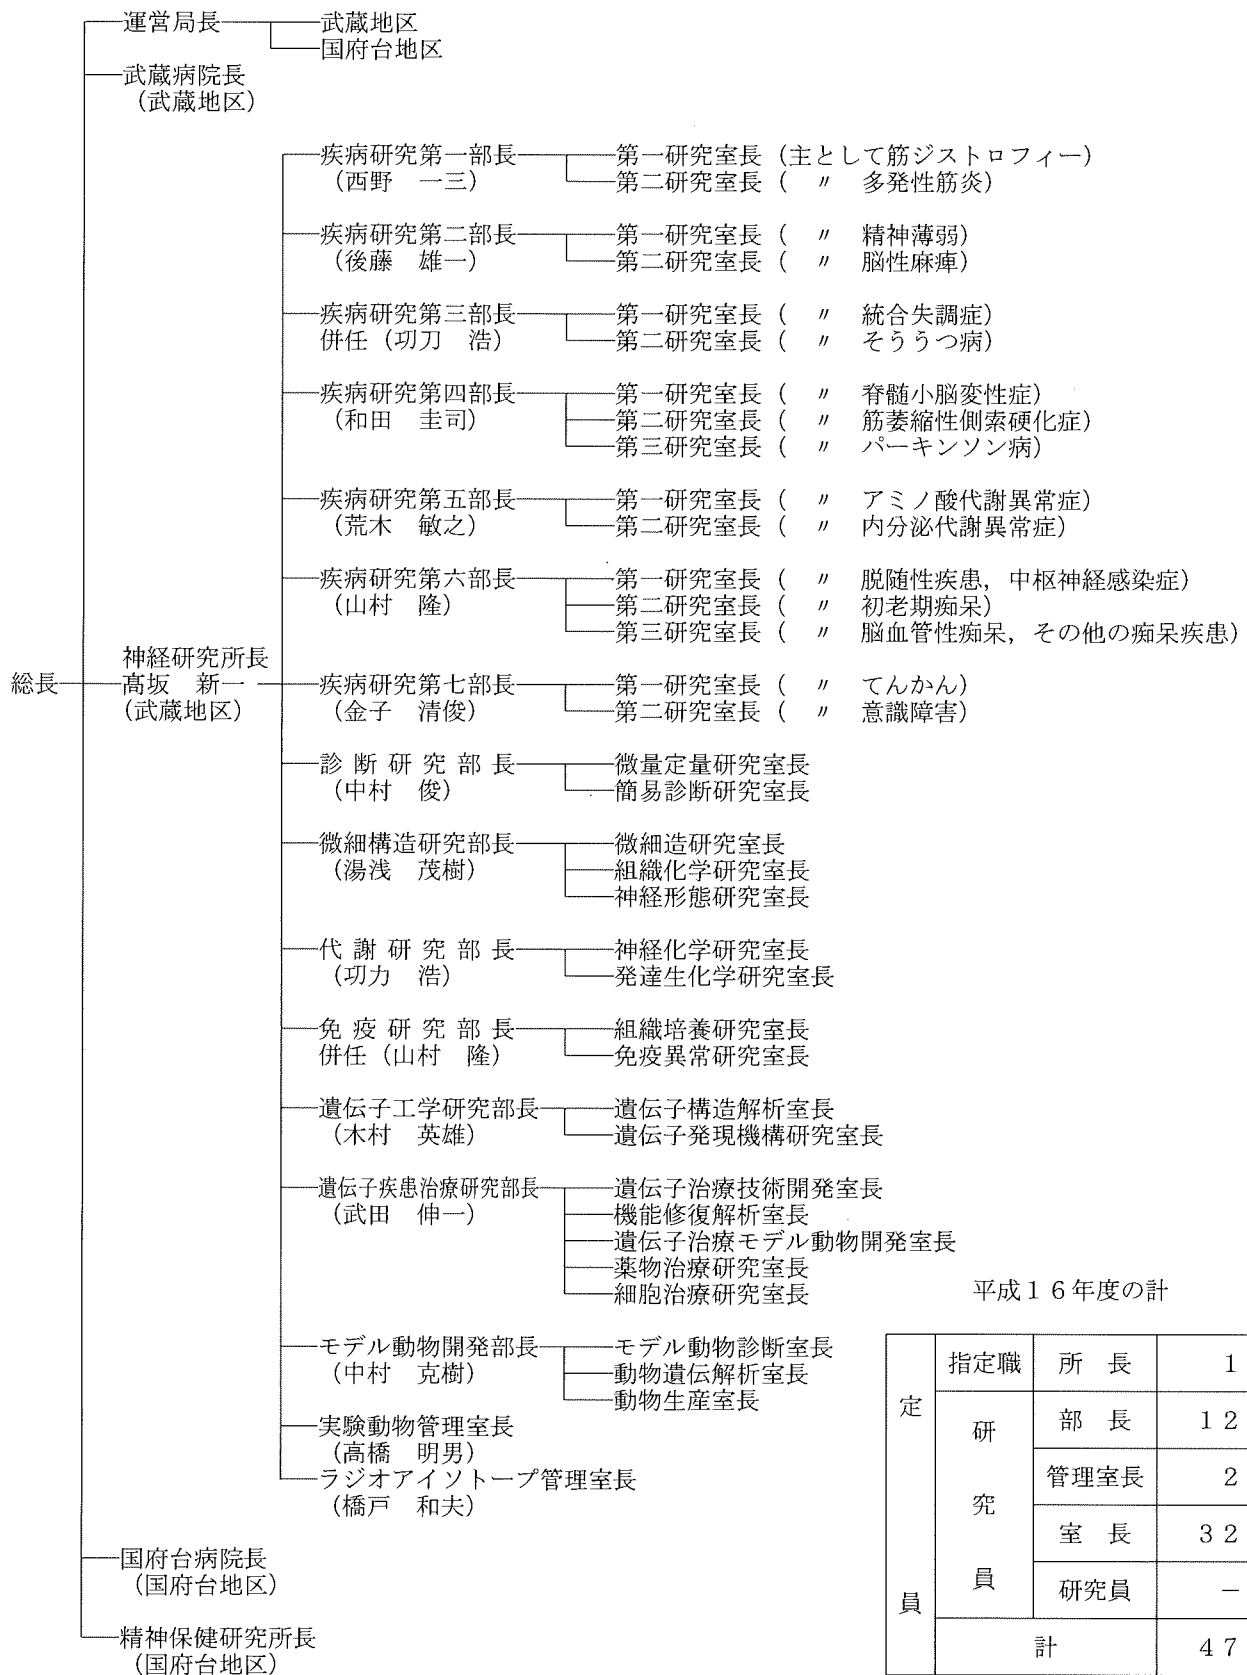 運営局長 武蔵地区
国府台地区
武蔵病院長
(武蔵地区)
疾病研究第一部長 第一研究室長 (主として筋ジストロフィー)
(西野 一三) 第二研究室長 ( 〃 多発性筋炎)
疾病研究第二部長 第一研究室長 ( 〃 精神薄弱)
(後藤 雄一) 第二研究室長 ( 〃 脳性麻痺)
疾病研究第三部長 第一研究室長 ( 〃 統合失調症)
併任 (功刀 浩) 第二研究室長 ( 〃 そううつ病)
疾病研究第四部長 第一研究室長 ( 〃 脊髄小脳変性症)
(和田 圭司) 第二研究室長 ( 〃 筋萎縮性側索硬化症)
第三研究室長 ( 〃 パーキンソン病)
疾病研究第五部長 第一研究室長 ( 〃 アミノ酸代謝異常症)
(荒木 敏之) 第二研究室長 ( 〃 内分泌代謝異常症)
疾病研究第六部長 第一研究室長 ( 〃 脱随性疾患,中枢神経感染症)
(山村 隆) 第二研究室長 ( 〃 初老期痴呆)
第三研究室長 ( 〃 脳血管性痴呆,その他の痴呆疾患)
神経研究所長
総長 高坂 新一 疾病研究第七部長 第一研究室長 ( 〃 てんかん)
(武蔵地区) (金子 清俊) 第二研究室長 ( 〃 意識障害)
診断研究部長 微量定量研究室長
(中村 俊) 簡易診断研究室長
微細構造研究部長 微細造研究室長
(湯浅 茂樹) 組織化学研究室長
神経形態研究室長
代謝研究部長 神経化学研究室長
(功力 浩) 発達生化学研究室長
免疫研究部長 組織培養研究室長
併任 (山村 隆) 免疫異常研究室長
遺伝子工学研究部長 遺伝子構造解析室長
(木村 英雄) 遺伝子発現機構研究室長
遺伝子疾患治療研究部長 遺伝子治療技術開発室長
(武田 伸一) 機能修復解析室長
遺伝子治療モデル動物開発室長
薬物治療研究室長
細胞治療研究室長
モデル動物開発部長 モデル動物診断室長
(中村 克樹) 動物遺伝解析室長
動物生産室長
実験動物管理室長
(高橋 明男)
ラジオアイソトープ管理室長
(橋戸 和夫)
国府台病院長
(国府台地区)
精神保健研究所長
(国府台地区)
平成16年度の計
定員 指定職 所長 1
研究員 部長 12
管理室長 2
室長 32
研究員 −
計 47